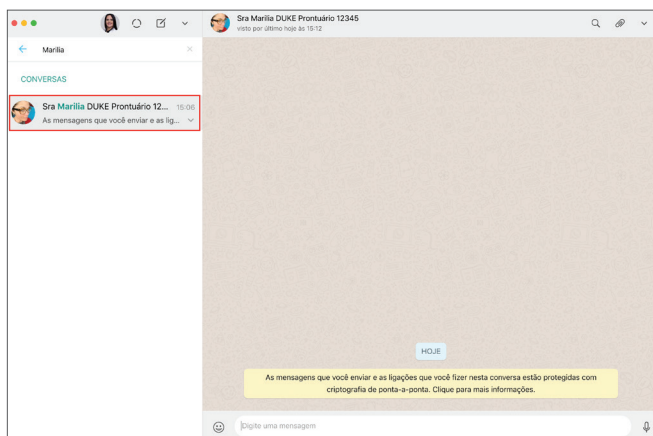 Marilia
CONVERSAS
Sra Marilia DUKE Prontuário 12... 15:06
As mensagens que você enviar e as lig...
Sra Marilia DUKE Prontuário 12345
visto por último hoje às 15:12
HOJE
As mensagens que você enviar e as ligações que você fizer nesta conversa estão protegidas com
criptografia de ponta-a-ponta. Clique para mais informações.
Digite uma mensagem